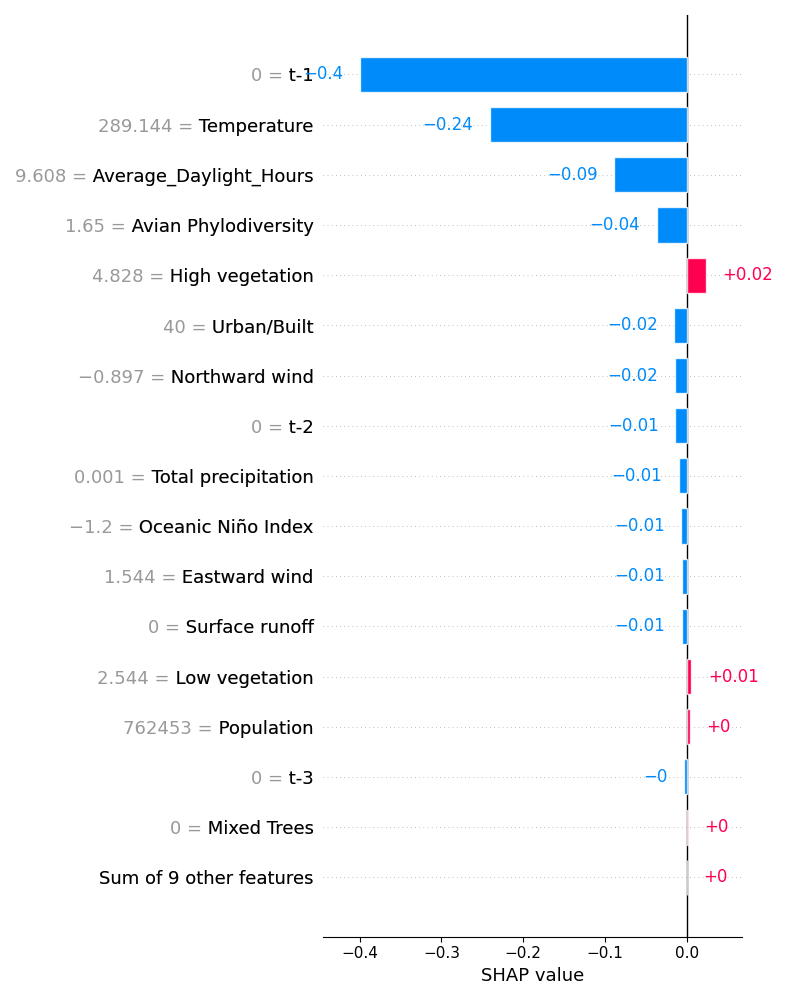 0 = t-1 −0.4
289.144 = Temperature −0.24
9.608 = Average_Daylight_Hours −0.09
1.65 = Avian Phylodiversity −0.04
4.828 = High vegetation +0.02
40 = Urban/Built −0.02
−0.897 = Northward wind −0.02
0 = t-2 −0.01
0.001 = Total precipitation −0.01
−1.2 = Oceanic Niño Index −0.01
1.544 = Eastward wind −0.01
0 = Surface runoff −0.01
2.544 = Low vegetation +0.01
762453 = Population +0
0 = t-3 −0
0 = Mixed Trees +0
Sum of 9 other features +0
−0.4 −0.3 −0.2 −0.1 0.0
SHAP value